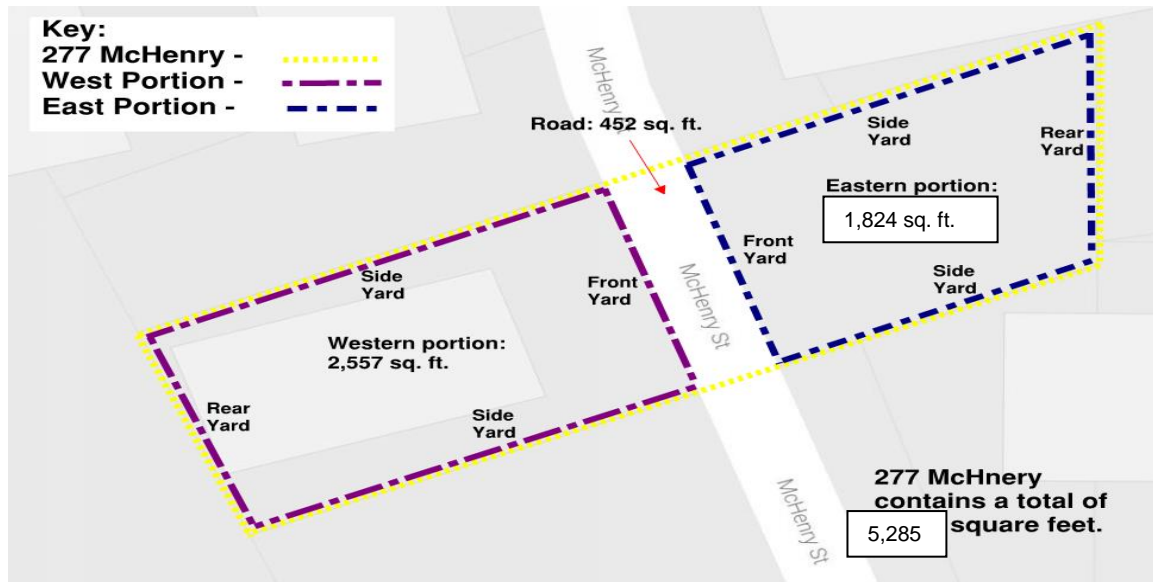 Key:
277 McHenry -
West Portion -
East Portion -
McHenry St
Road: 452 sq. ft.
Side
Yard
Rear
Yard
Eastern portion:
1,824 sq. ft.
Front
Yard
Side
Yard
Side
Yard
Front
Yard
McHenry St
Western portion:
2,557 sq. ft.
Rear
Yard
Side
Yard
277 McHnery
contains a total of
5,285 square feet.
McHenry St